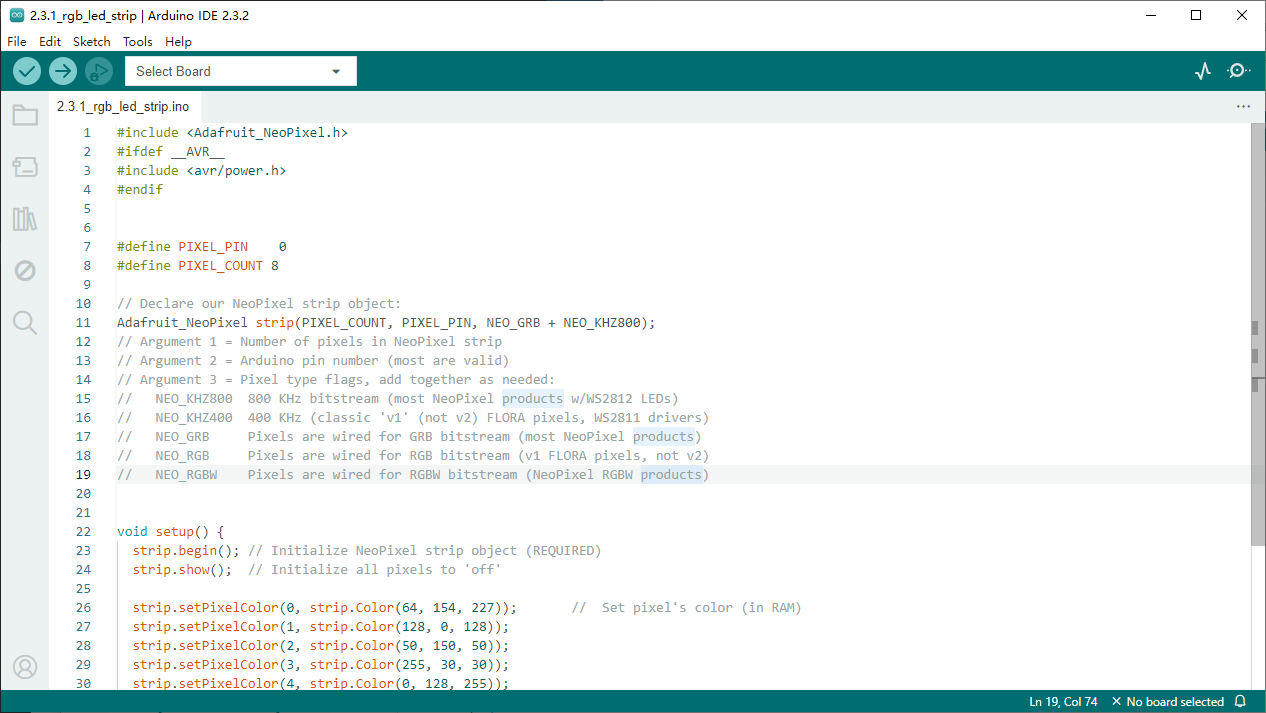 2.3.1_rgb_led_strip | Arduino IDE 2.3.2
File Edit Sketch Tools Help
Select Board
2.3.1_rgb_led_strip.ino
1 #include <Adafruit_NeoPixel.h>
2 #ifdef __AVR__
3 #include <avr/power.h>
4 #endif
5
6
7 #define PIXEL_PIN    0
8 #define PIXEL_COUNT 8
9
10 // Declare our NeoPixel strip object:
11 Adafruit_NeoPixel strip(PIXEL_COUNT, PIXEL_PIN, NEO_GRB + NEO_KHZ800);
12 // Argument 1 = Number of pixels in NeoPixel strip
13 // Argument 2 = Arduino pin number (most are valid)
14 // Argument 3 = Pixel type flags, add together as needed:
15 //   NEO_KHZ800  800 KHz bitstream (most NeoPixel products w/WS2812 LEDs)
16 //   NEO_KHZ400  400 KHz (classic 'v1' (not v2) FLORA pixels, WS2811 drivers)
17 //   NEO_GRB     Pixels are wired for GRB bitstream (most NeoPixel products)
18 //   NEO_RGB     Pixels are wired for RGB bitstream (v1 FLORA pixels, not v2)
19 //   NEO_RGBW    Pixels are wired for RGBW bitstream (NeoPixel RGBW products)
20
21
22 void setup() {
23   strip.begin(); // Initialize NeoPixel strip object (REQUIRED)
24   strip.show();  // Initialize all pixels to 'off'
25
26   strip.setPixelColor(0, strip.Color(64, 154, 227));       //  Set pixel's color (in RAM)
27   strip.setPixelColor(1, strip.Color(128, 0, 128));
28   strip.setPixelColor(2, strip.Color(50, 150, 50));
29   strip.setPixelColor(3, strip.Color(255, 30, 30));
30   strip.setPixelColor(4, strip.Color(0, 128, 255));
Ln 19, Col 74 No board selected